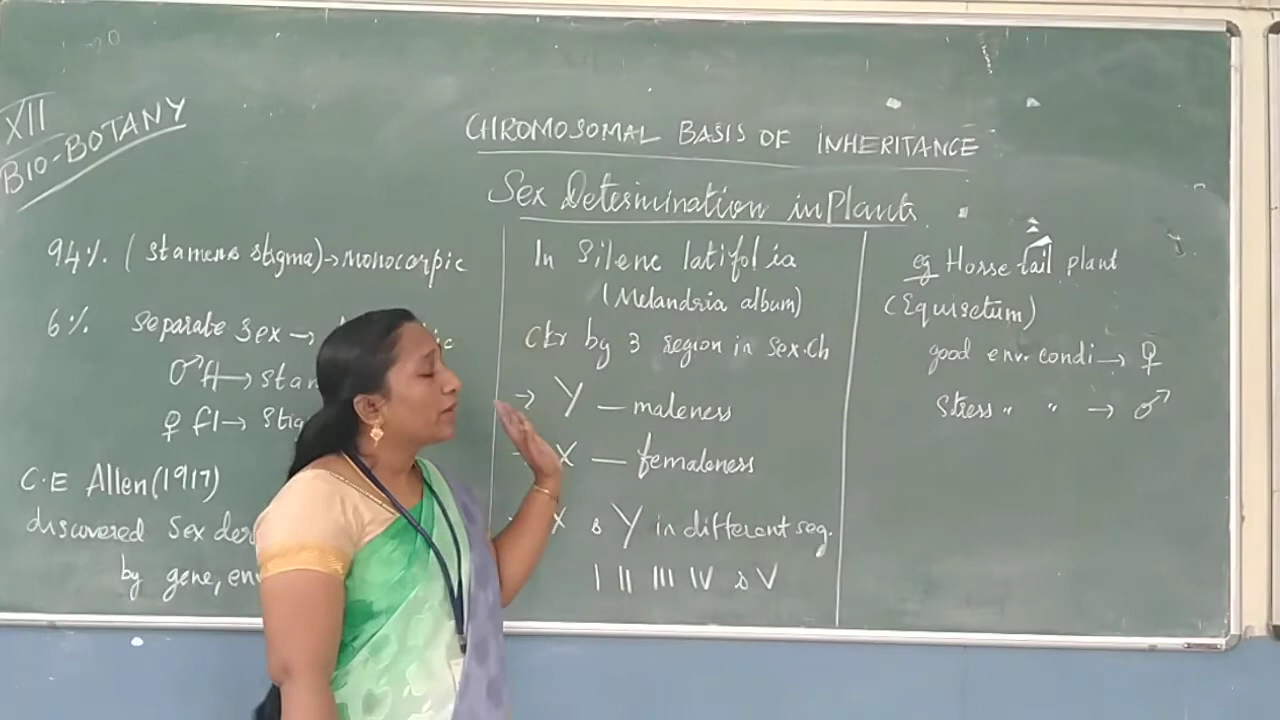 XII
BIO-BOTANY
CHROMOSOMAL BASIS OF INHERITANCE
Sex Determination in Plants
94%. (stamens stigma)→monocorpic
6% separate sex →
♂ fl→ stam
♀ fl→ stig
C.E Allen(1917)
discovered Sex der
by gene, env
In Silene latifolia
(Melandria album)
Ctr by 3 region in sex.ch
→ Y — maleness
X — femaleness
X & Y in different seg.
I II III IV & V
eg Horse tail plant
(Equisetum)
good env. condi → ♀
Stress " " → ♂